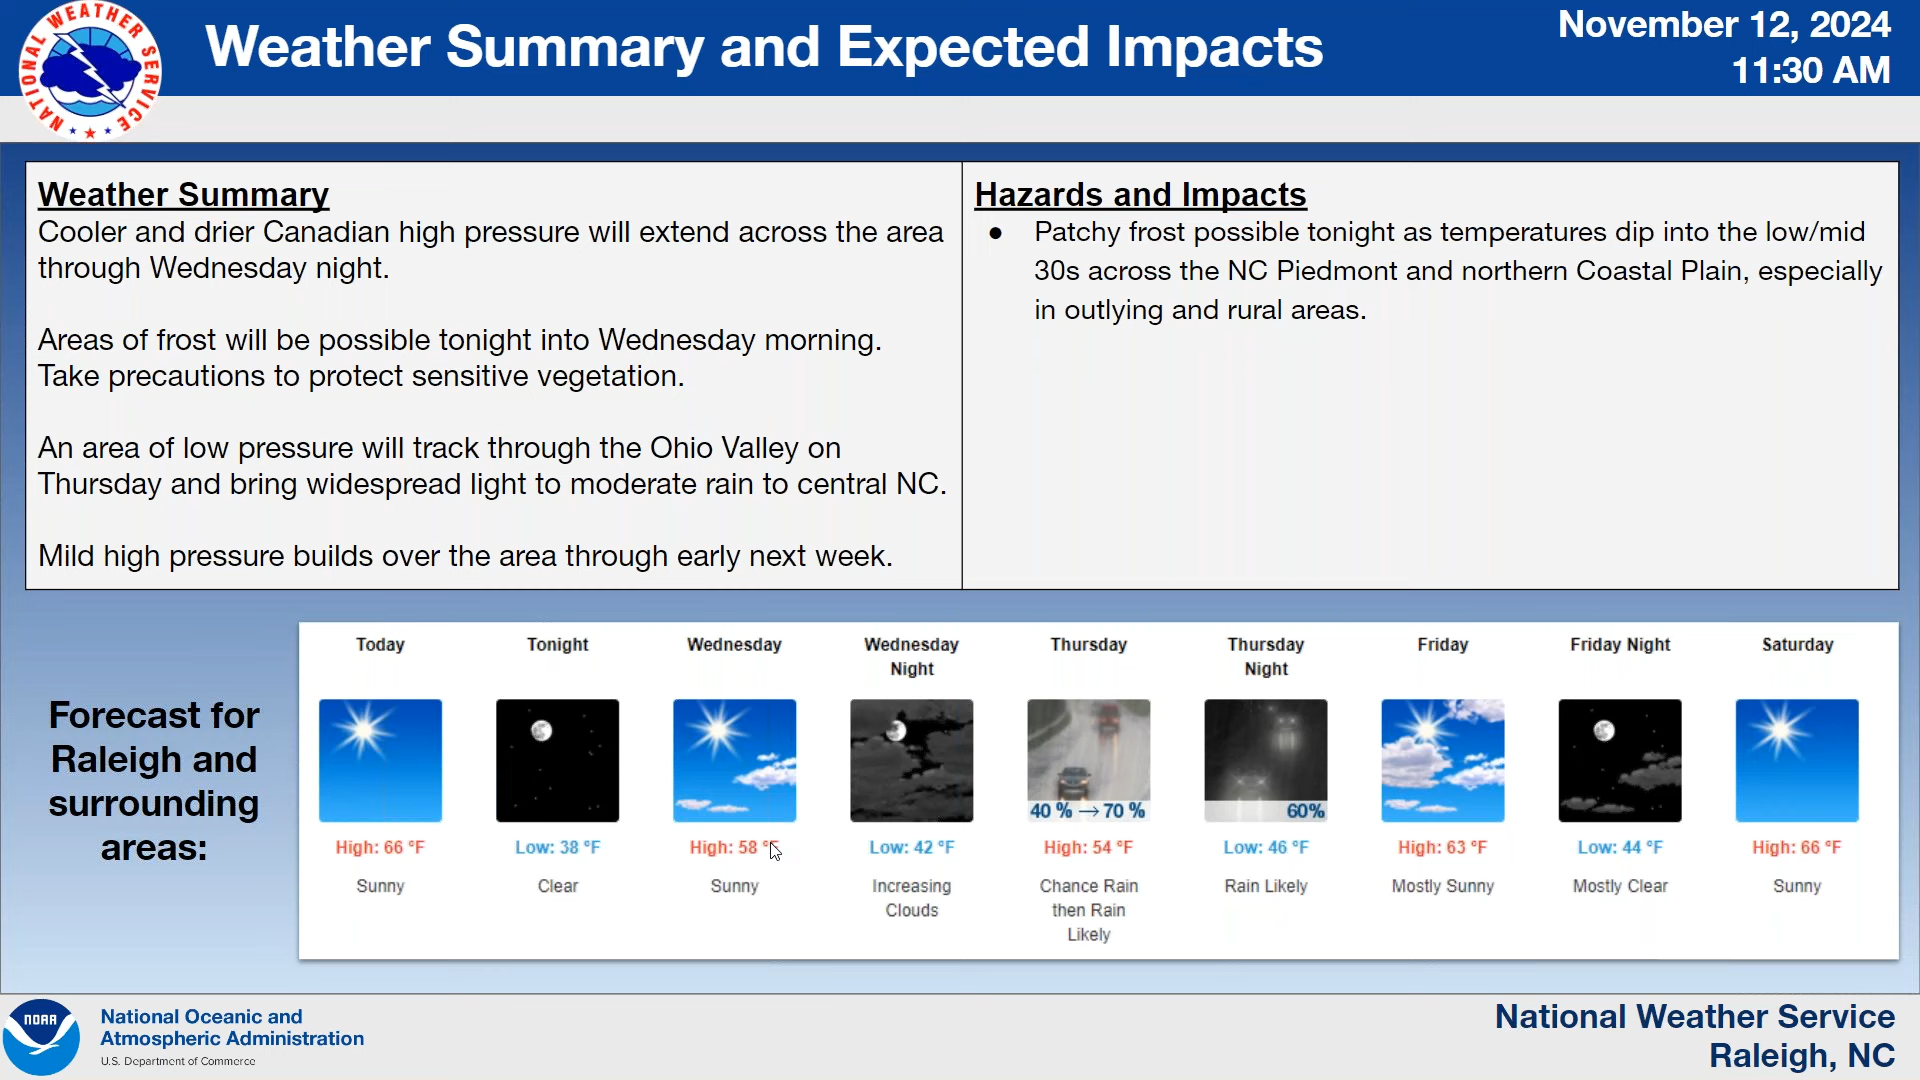 NATIONAL WEATHER SERVICE
Weather Summary and Expected Impacts
November 12, 2024
11:30 AM
Weather Summary
Cooler and drier Canadian high pressure will extend across the area
through Wednesday night.
Areas of frost will be possible tonight into Wednesday morning.
Take precautions to protect sensitive vegetation.
An area of low pressure will track through the Ohio Valley on
Thursday and bring widespread light to moderate rain to central NC.
Mild high pressure builds over the area through early next week.
Hazards and Impacts
● Patchy frost possible tonight as temperatures dip into the low/mid
30s across the NC Piedmont and northern Coastal Plain, especially
in outlying and rural areas.
Forecast for
Raleigh and
surrounding
areas:
Today
High: 66 °F
Sunny
Tonight
Low: 38 °F
Clear
Wednesday
High: 58 °F
Sunny
Wednesday
Night
Low: 42 °F
Increasing
Clouds
Thursday
40 % → 70 %
High: 54 °F
Chance Rain
then Rain
Likely
Thursday
Night
60%
Low: 46 °F
Rain Likely
Friday
High: 63 °F
Mostly Sunny
Friday Night
Low: 44 °F
Mostly Clear
Saturday
High: 66 °F
Sunny
NOAA
National Oceanic and
Atmospheric Administration
U.S. Department of Commerce
National Weather Service
Raleigh, NC